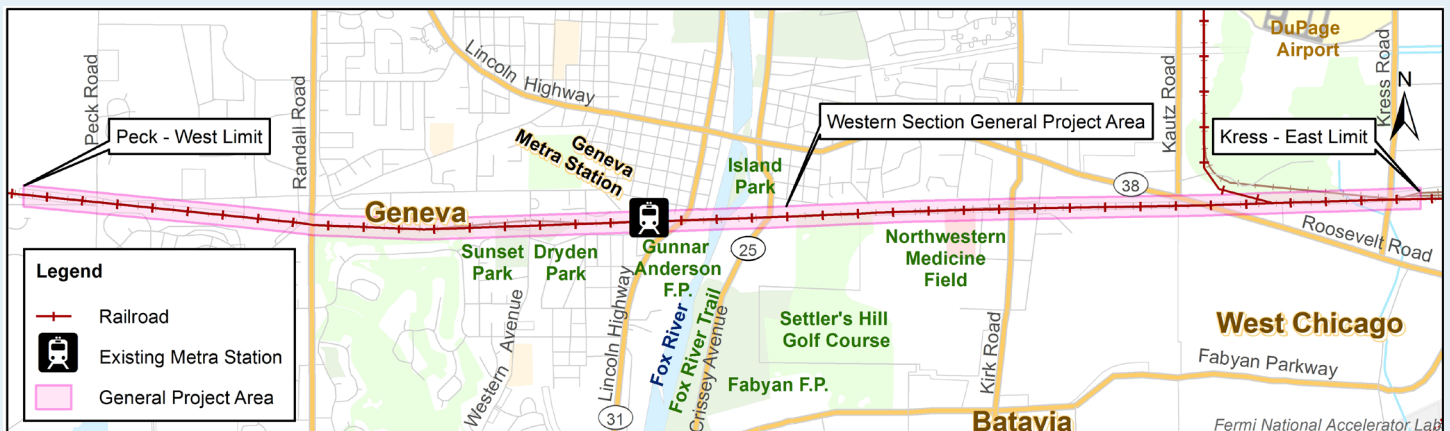 DuPage
Airport
Lincoln Highway
Peck Road
Randall Road
Kautz Road
Kress Road
N
Peck - West Limit
Western Section General Project Area
Kress - East Limit
Geneva
Metra Station
Island
Park
38
Geneva
Sunset
Park
Dryden
Park
Gunnar
Anderson
F.P.
25
Northwestern
Medicine
Field
Roosevelt Road
Legend
Railroad
Existing Metra Station
General Project Area
Western Avenue
Lincoln Highway
31
Fox River
Fox River Trail
Crissey Avenue
Settler's Hill
Golf Course
Fabyan F.P.
Kirk Road
West Chicago
Fabyan Parkway
Batavia
Fermi National Accelerator Lab